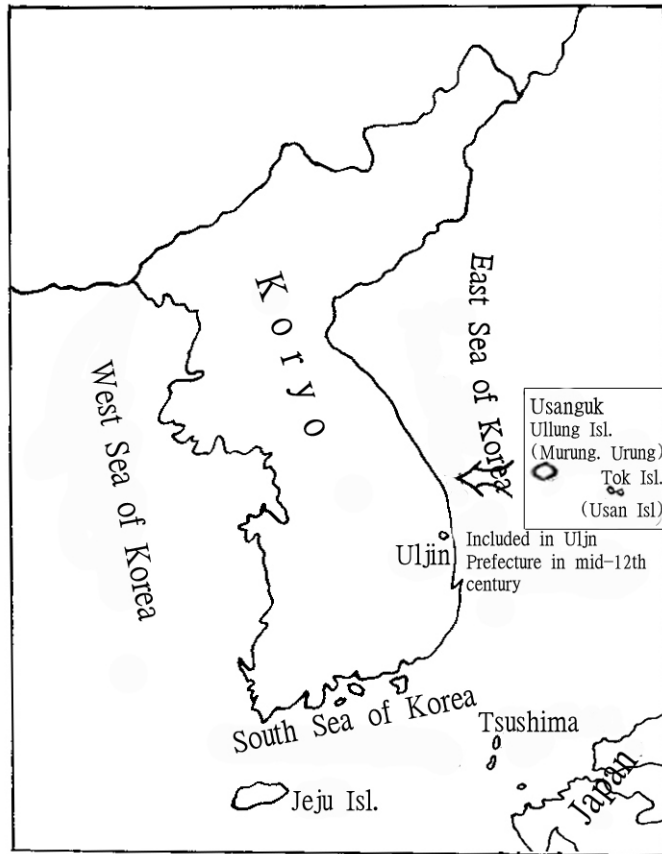 Koryo
East Sea of Korea
West Sea of Korea
Usanguk
Ullung Isl.
(Murung. Urung)
Tok Isl.
(Usan Isl)
Uljin
Included in Uljin
Prefecture in mid-12th
century
South Sea of Korea
Tsushima
Jeju Isl.
Japan